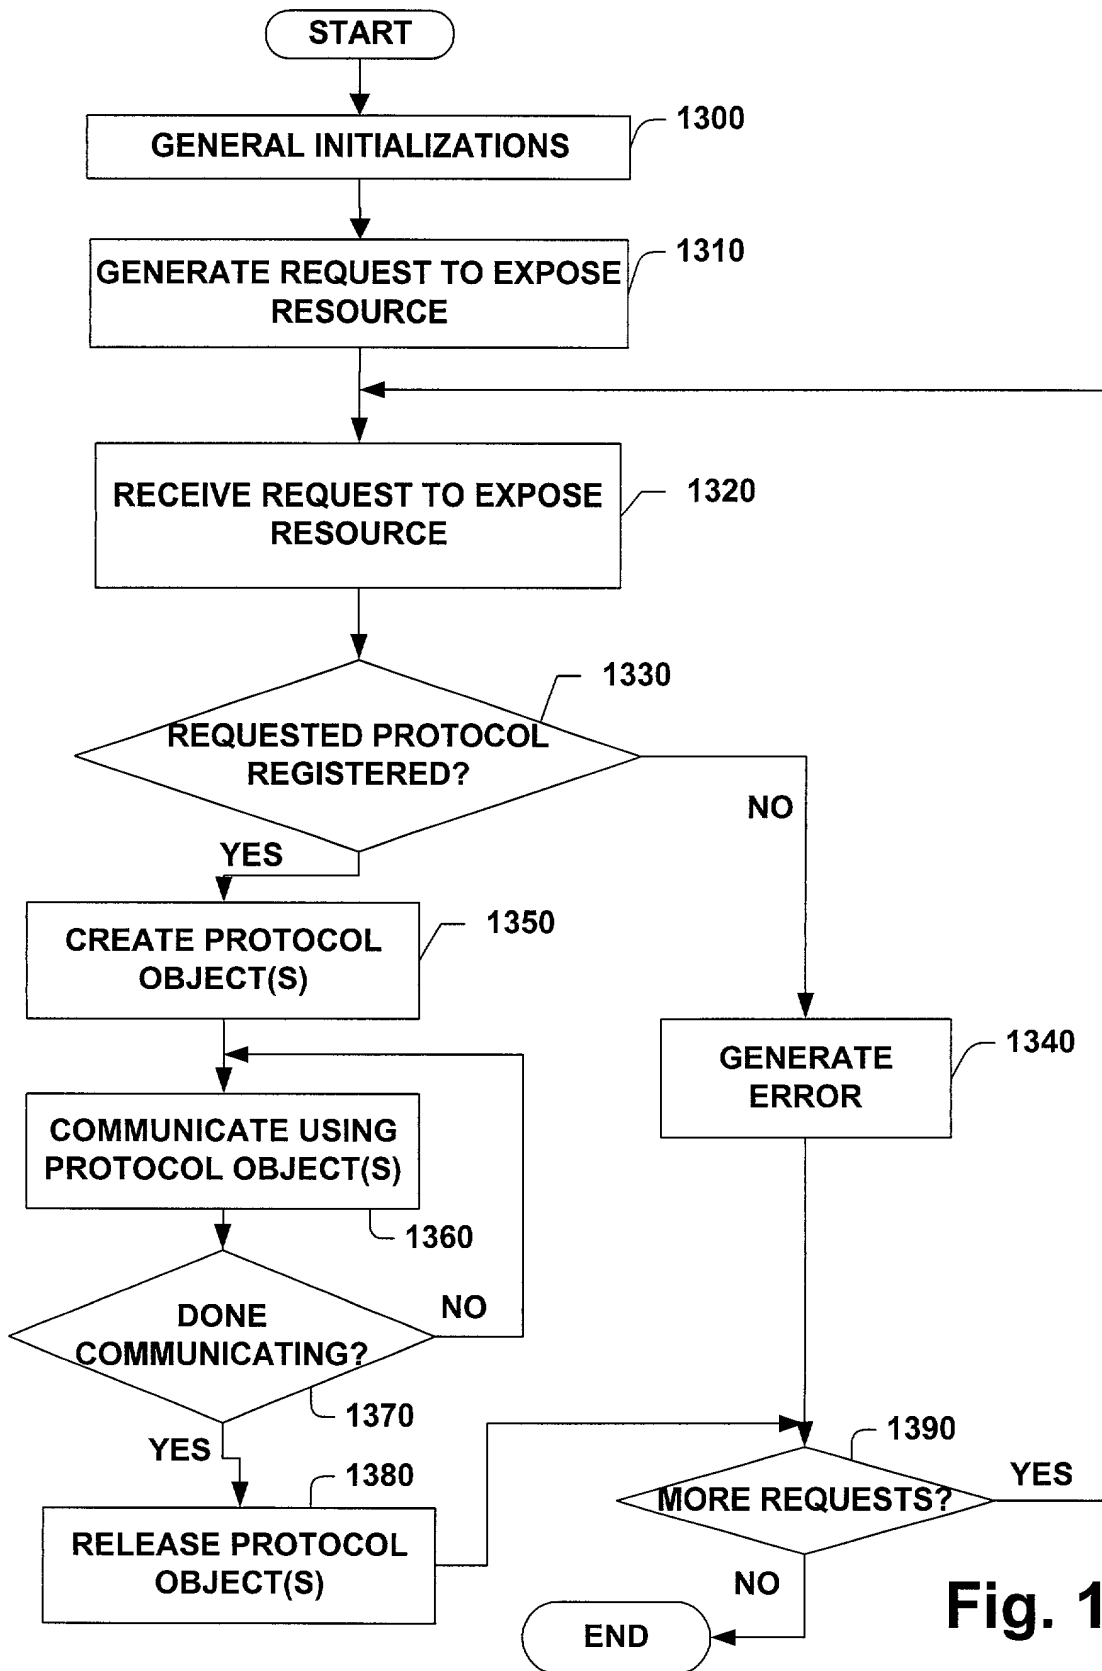 START
GENERAL INITIALIZATIONS
1300
GENERATE REQUEST TO EXPOSE
RESOURCE
1310
RECEIVE REQUEST TO EXPOSE
RESOURCE
1320
REQUESTED PROTOCOL
REGISTERED?
1330
NO
YES
CREATE PROTOCOL
OBJECT(S)
1350
GENERATE
ERROR
1340
COMMUNICATE USING
PROTOCOL OBJECT(S)
1360
DONE
COMMUNICATING?
NO
1370
YES
1380
RELEASE PROTOCOL
OBJECT(S)
1390
MORE REQUESTS?
YES
NO
END
Fig. 1